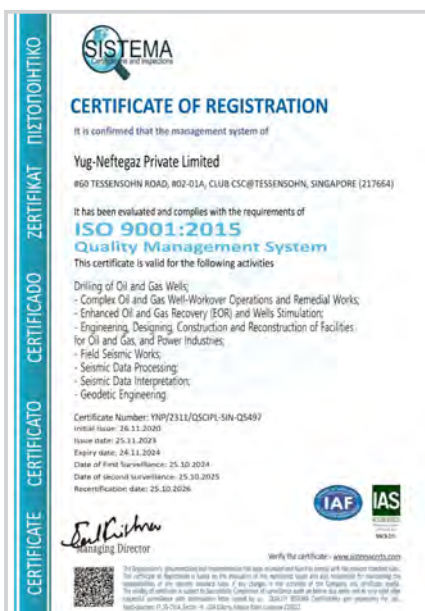 SISTEMA
Certifications and Inspections
CERTIFICATE OF REGISTRATION
It is confirmed that the management system of
Yug-Neftegaz Private Limited
#60 TESSENSOHN ROAD, #02-01A, CLUB CSC@TESSENSOHN, SINGAPORE (217664)
It has been evaluated and complies with the requirements of
ISO 9001:2015
Quality Management System
This certificate is valid for the following activities
Drilling of Oil and Gas Wells;
- Complex Oil and Gas Well-Workover Operations and Remedial Works;
- Enhanced Oil and Gas Recovery (EOR) and Wells Stimulation;
- Engineering, Designing, Construction and Reconstruction of Facilities
for Oil and Gas, and Power Industries;
- Field Seismic Works;
- Seismic Data Processing;
- Seismic Data Interpretation;
- Geodetic Engineering.
Certificate Number: YNP/2311/QSCIPL-SIN-QS497
Initial Issue: 26.11.2020
Issue date: 25.11.2023
Expiry date: 24.11.2024
Date of First Surveillance: 25.10.2024
Date of second surveillance: 25.10.2025
Recertification date: 25.10.2026
Managing Director
IAF
IAS
Verify the certificate - www.sistemacerts.com
CERTIFICATE CERTIFICATO CERTIFICADO ZERTIFIKAT ΠΙΣΤΟΠΟΙΗΤΙΚΟ